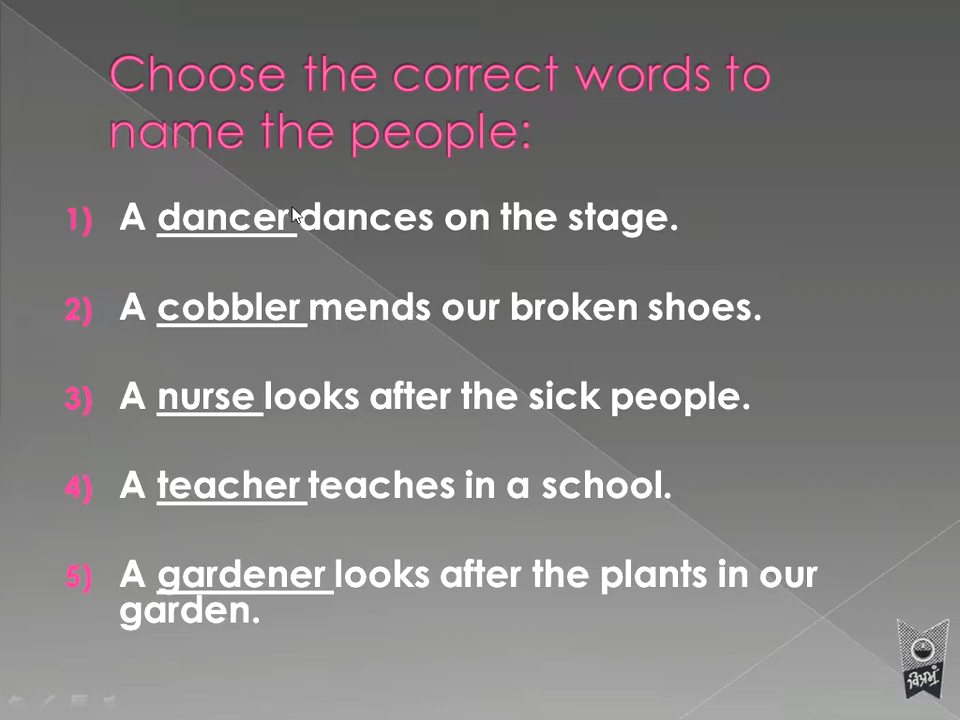 Choose the correct words to
name the people:
1) A dancer dances on the stage.
2) A cobbler mends our broken shoes.
3) A nurse looks after the sick people.
4) A teacher teaches in a school.
5) A gardener looks after the plants in our
garden.